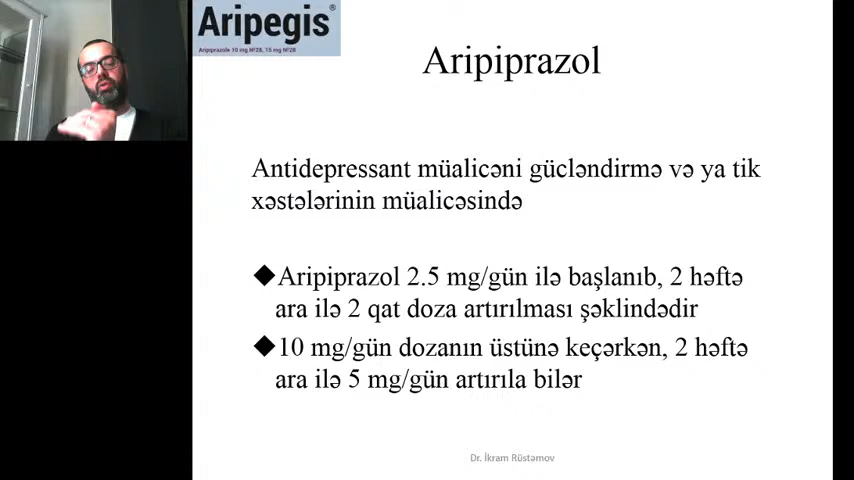 Aripegis®
Aripiprazole 10 mg №28, 15 mg №28
Aripiprazol
Antidepressant müalicəni gücləndirmə və ya tik
xəstələrinin müalicəsində
◆Aripiprazol 2.5 mg/gün ilə başlanıb, 2 həftə
ara ilə 2 qat doza artırılması şəklindədir
◆10 mg/gün dozanın üstünə keçərkən, 2 həftə
ara ilə 5 mg/gün artırıla bilər
Dr. İkram Rüstəmov